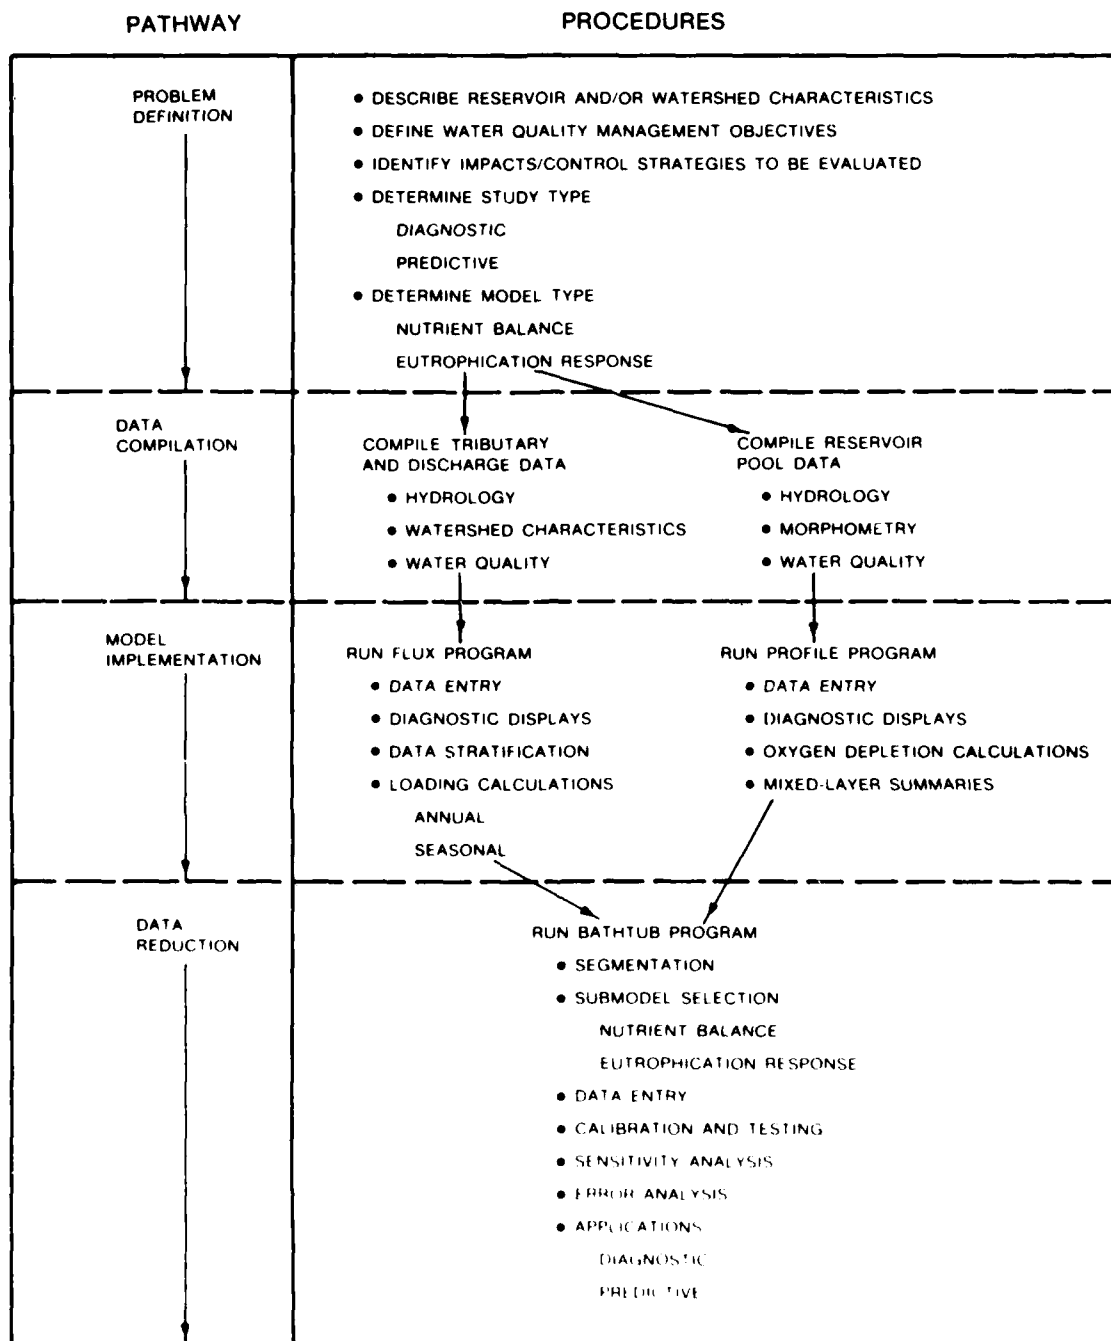 PATHWAY
PROCEDURES
PROBLEM
DEFINITION
• DESCRIBE RESERVOIR AND/OR WATERSHED CHARACTERISTICS
• DEFINE WATER QUALITY MANAGEMENT OBJECTIVES
• IDENTIFY IMPACTS/CONTROL STRATEGIES TO BE EVALUATED
• DETERMINE STUDY TYPE
DIAGNOSTIC
PREDICTIVE
• DETERMINE MODEL TYPE
NUTRIENT BALANCE
EUTROPHICATION RESPONSE
DATA
COMPILATION
COMPILE TRIBUTARY
AND DISCHARGE DATA
• HYDROLOGY
• WATERSHED CHARACTERISTICS
• WATER QUALITY
COMPILE RESERVOIR
POOL DATA
• HYDROLOGY
• MORPHOMETRY
• WATER QUALITY
MODEL
IMPLEMENTATION
RUN FLUX PROGRAM
• DATA ENTRY
• DIAGNOSTIC DISPLAYS
• DATA STRATIFICATION
• LOADING CALCULATIONS
ANNUAL
SEASONAL
RUN PROFILE PROGRAM
• DATA ENTRY
• DIAGNOSTIC DISPLAYS
• OXYGEN DEPLETION CALCULATIONS
• MIXED-LAYER SUMMARIES
DATA
REDUCTION
RUN BATHTUB PROGRAM
• SEGMENTATION
• SUBMODEL SELECTION
NUTRIENT BALANCE
EUTROPHICATION RESPONSE
• DATA ENTRY
• CALIBRATION AND TESTING
• SENSITIVITY ANALYSIS
• ERROR ANALYSIS
• APPLICATIONS
DIAGNOSTIC
PREDICTIVE